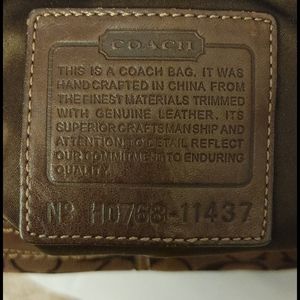 COACH
THIS IS A COACH BAG. IT WAS
HANDCRAFTED IN CHINA FROM
THE FINEST MATERIALS TRIMMED
WITH GENUINE LEATHER. ITS
SUPERIOR CRAFTSMANSHIP AND
ATTENTION TO DETAIL REFLECT
OUR COMMITMENT TO ENDURING
QUALITY.
Nº H0768-11437